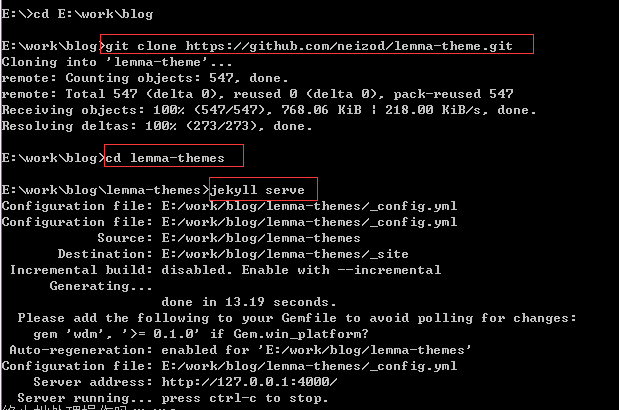 E:\>cd E:\work\blog
E:\work\blog>git clone https://github.com/neizod/lemma-theme.git
Cloning into 'lemma-theme'...
remote: Counting objects: 547, done.
remote: Total 547 (delta 0), reused 0 (delta 0), pack-reused 547
Receiving objects: 100% (547/547), 768.06 KiB | 218.00 KiB/s, done.
Resolving deltas: 100% (273/273), done.
E:\work\blog>cd lemma-themes
E:\work\blog\lemma-themes>jekyll serve
Configuration file: E:/work/blog/lemma-themes/_config.yml
Configuration file: E:/work/blog/lemma-themes/_config.yml
Source: E:/work/blog/lemma-themes
Destination: E:/work/blog/lemma-themes/_site
Incremental build: disabled. Enable with --incremental
Generating...
done in 13.19 seconds.
Please add the following to your Gemfile to avoid polling for changes:
gem 'wdm', '>= 0.1.0' if Gem.win_platform?
Auto-regeneration: enabled for 'E:/work/blog/lemma-themes'
Configuration file: E:/work/blog/lemma-themes/_config.yml
Server address: http://127.0.0.1:4000/
Server running... press ctrl-c to stop.